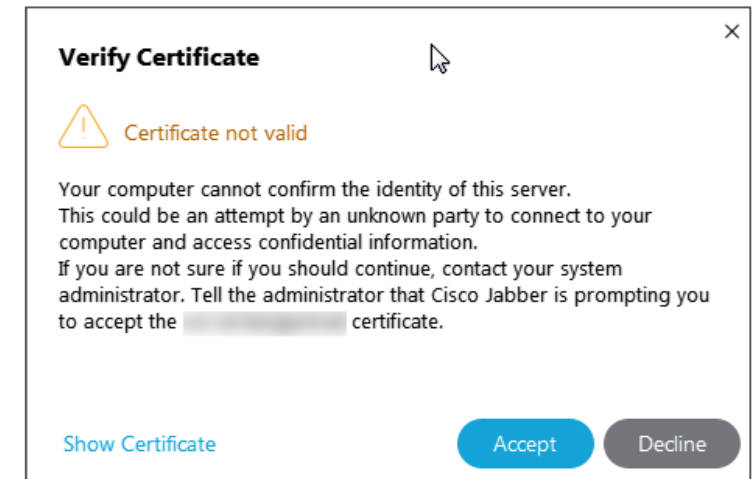 Verify Certificate
Certificate not valid
Your computer cannot confirm the identity of this server.
This could be an attempt by an unknown party to connect to your
computer and access confidential information.
If you are not sure if you should continue, contact your system
administrator. Tell the administrator that Cisco Jabber is prompting you
to accept the certificate.
Show Certificate
Accept
Decline